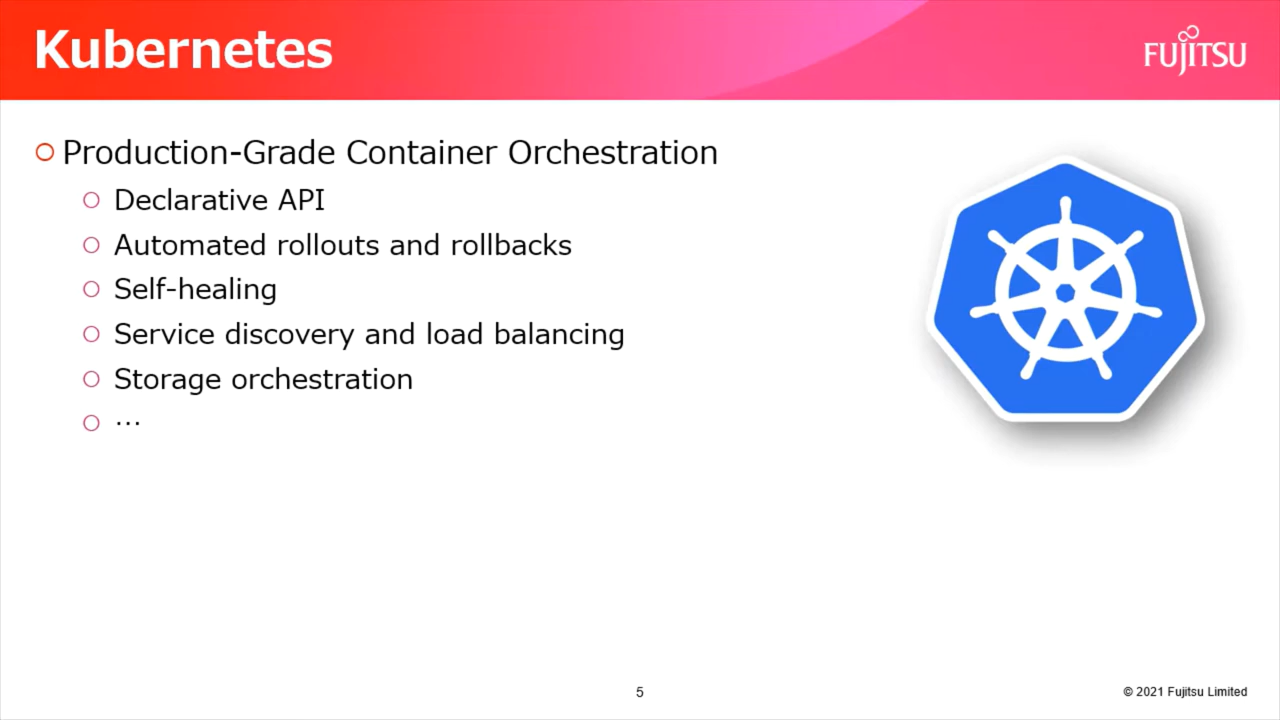 Kubernetes
FUJITSU
Production-Grade Container Orchestration
Declarative API
Automated rollouts and rollbacks
Self-healing
Service discovery and load balancing
Storage orchestration
…
5
© 2021 Fujitsu Limited